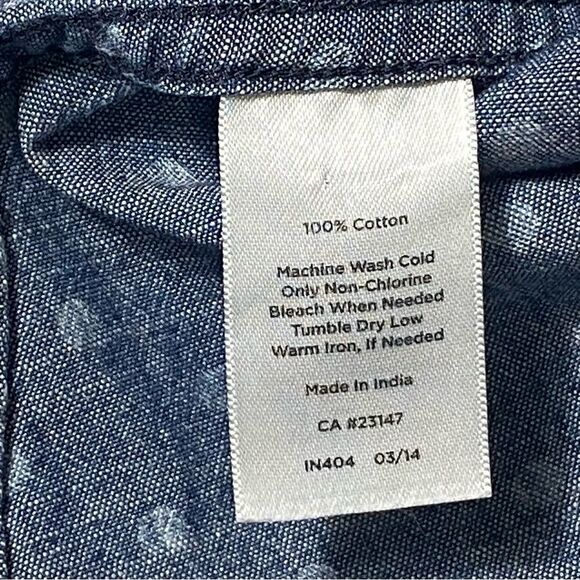 100% Cotton
Machine Wash Cold
Only Non-Chlorine
Bleach When Needed
Tumble Dry Low
Warm Iron, If Needed
Made In India
CA #23147
IN404 03/14